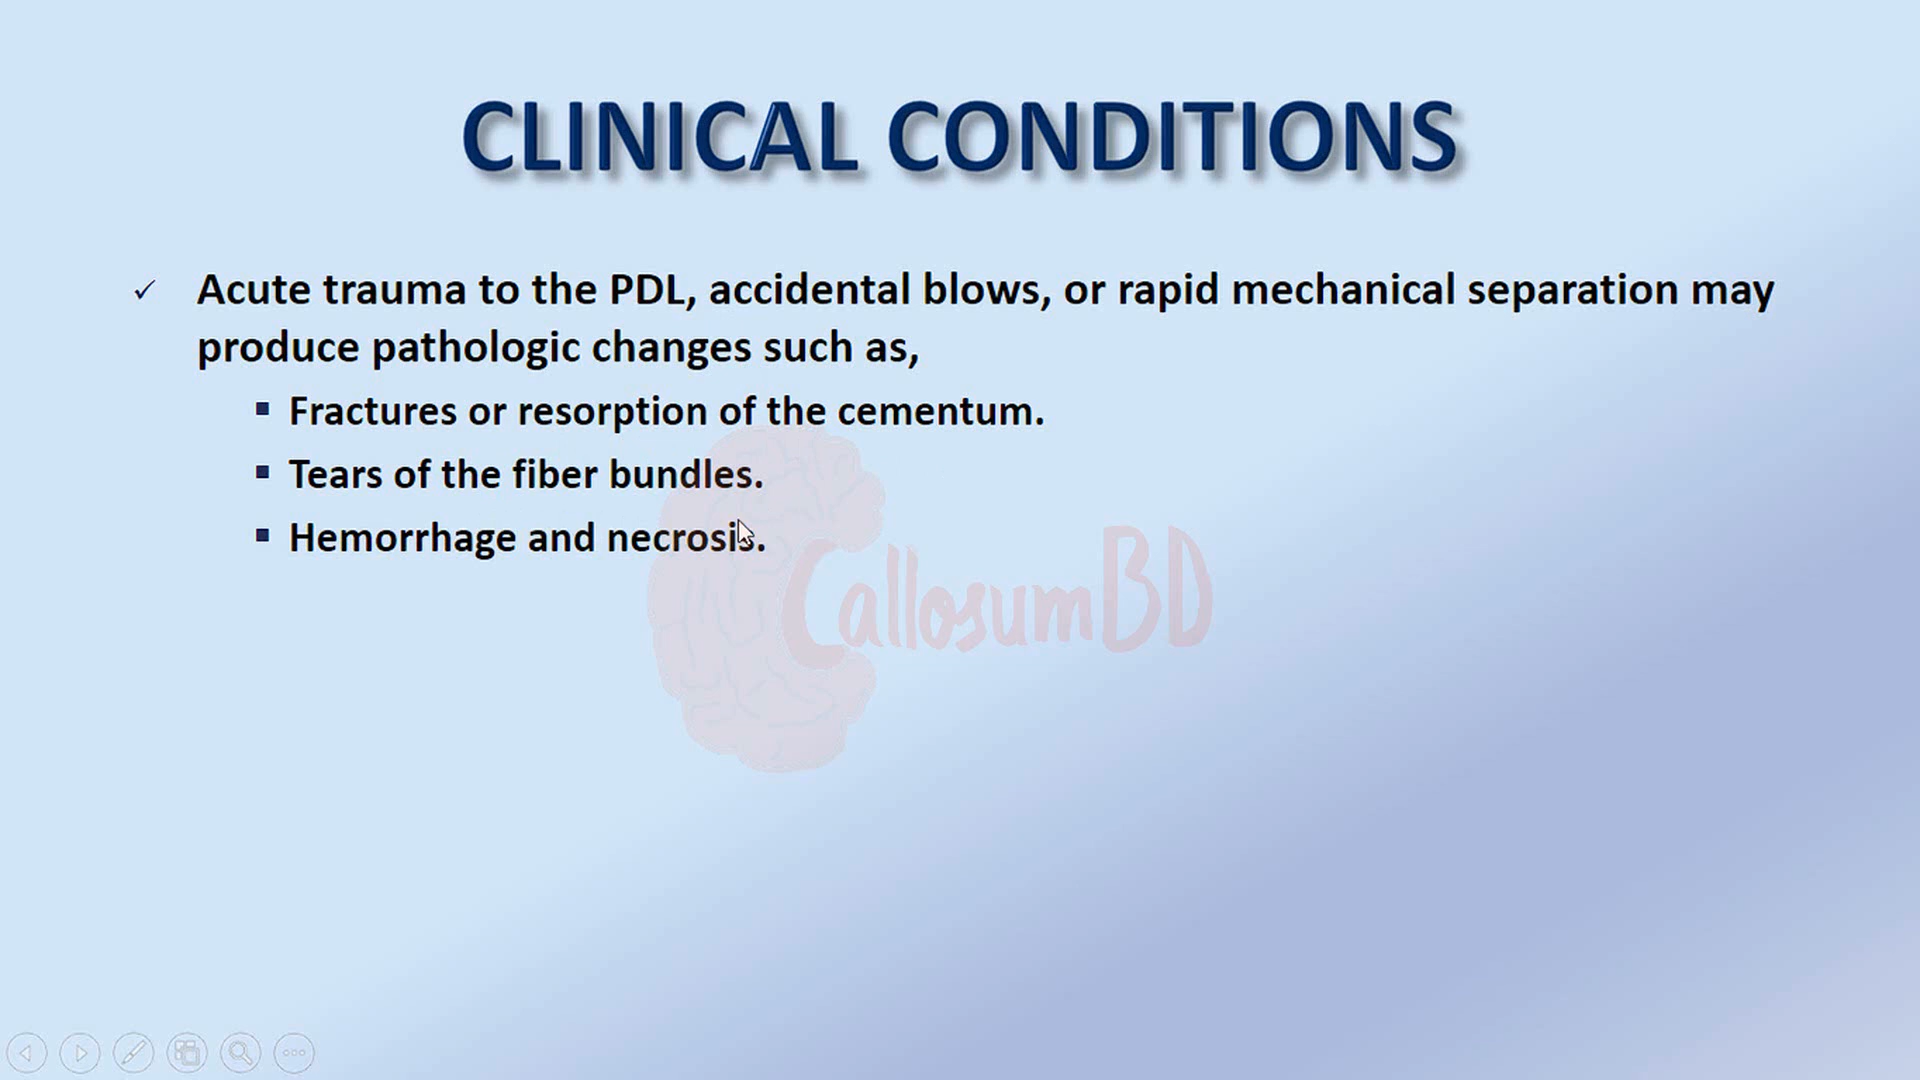 CLINICAL CONDITIONS
✓ Acute trauma to the PDL, accidental blows, or rapid mechanical separation may
produce pathologic changes such as,
▪ Fractures or resorption of the cementum.
▪ Tears of the fiber bundles.
▪ Hemorrhage and necrosis.
CallosumBD